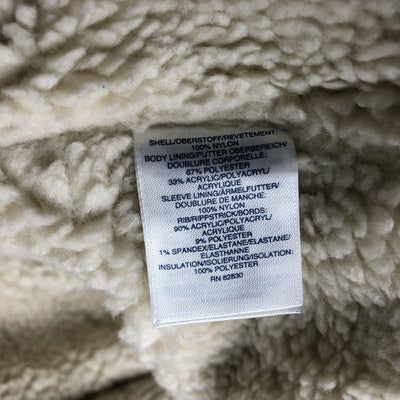 SHELL/OBERSTOFF/REVETEMENT:
100% NYLON
BODY LINING/FUTTER OBERBEREICH/
DOUBLURE CORPORELLE:
67% POLYESTER
33% ACRYLIC/POLYACRYL/
ACRYLIQUE
SLEEVE LINING/ÄRMELFUTTER/
DOUBLURE DE MANCHE:
100% NYLON
RIB/RIPPSTRICK/BORDS:
90% ACRYLIC/POLYACRYL/
ACRYLIQUE
9% POLYESTER
1% SPANDEX/ELASTANE/ELASTANE/
ELASTHANNE
INSULATION/ISOLIERUNG/ISOLATION:
100% POLYESTER
RN 62830